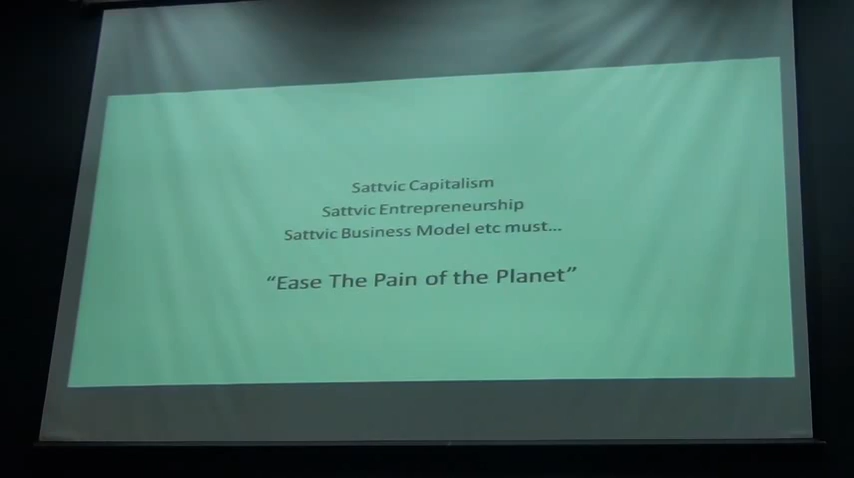 Sattvic Capitalism
Sattvic Entrepreneurship
Sattvic Business Model etc must...
“Ease The Pain of the Planet”